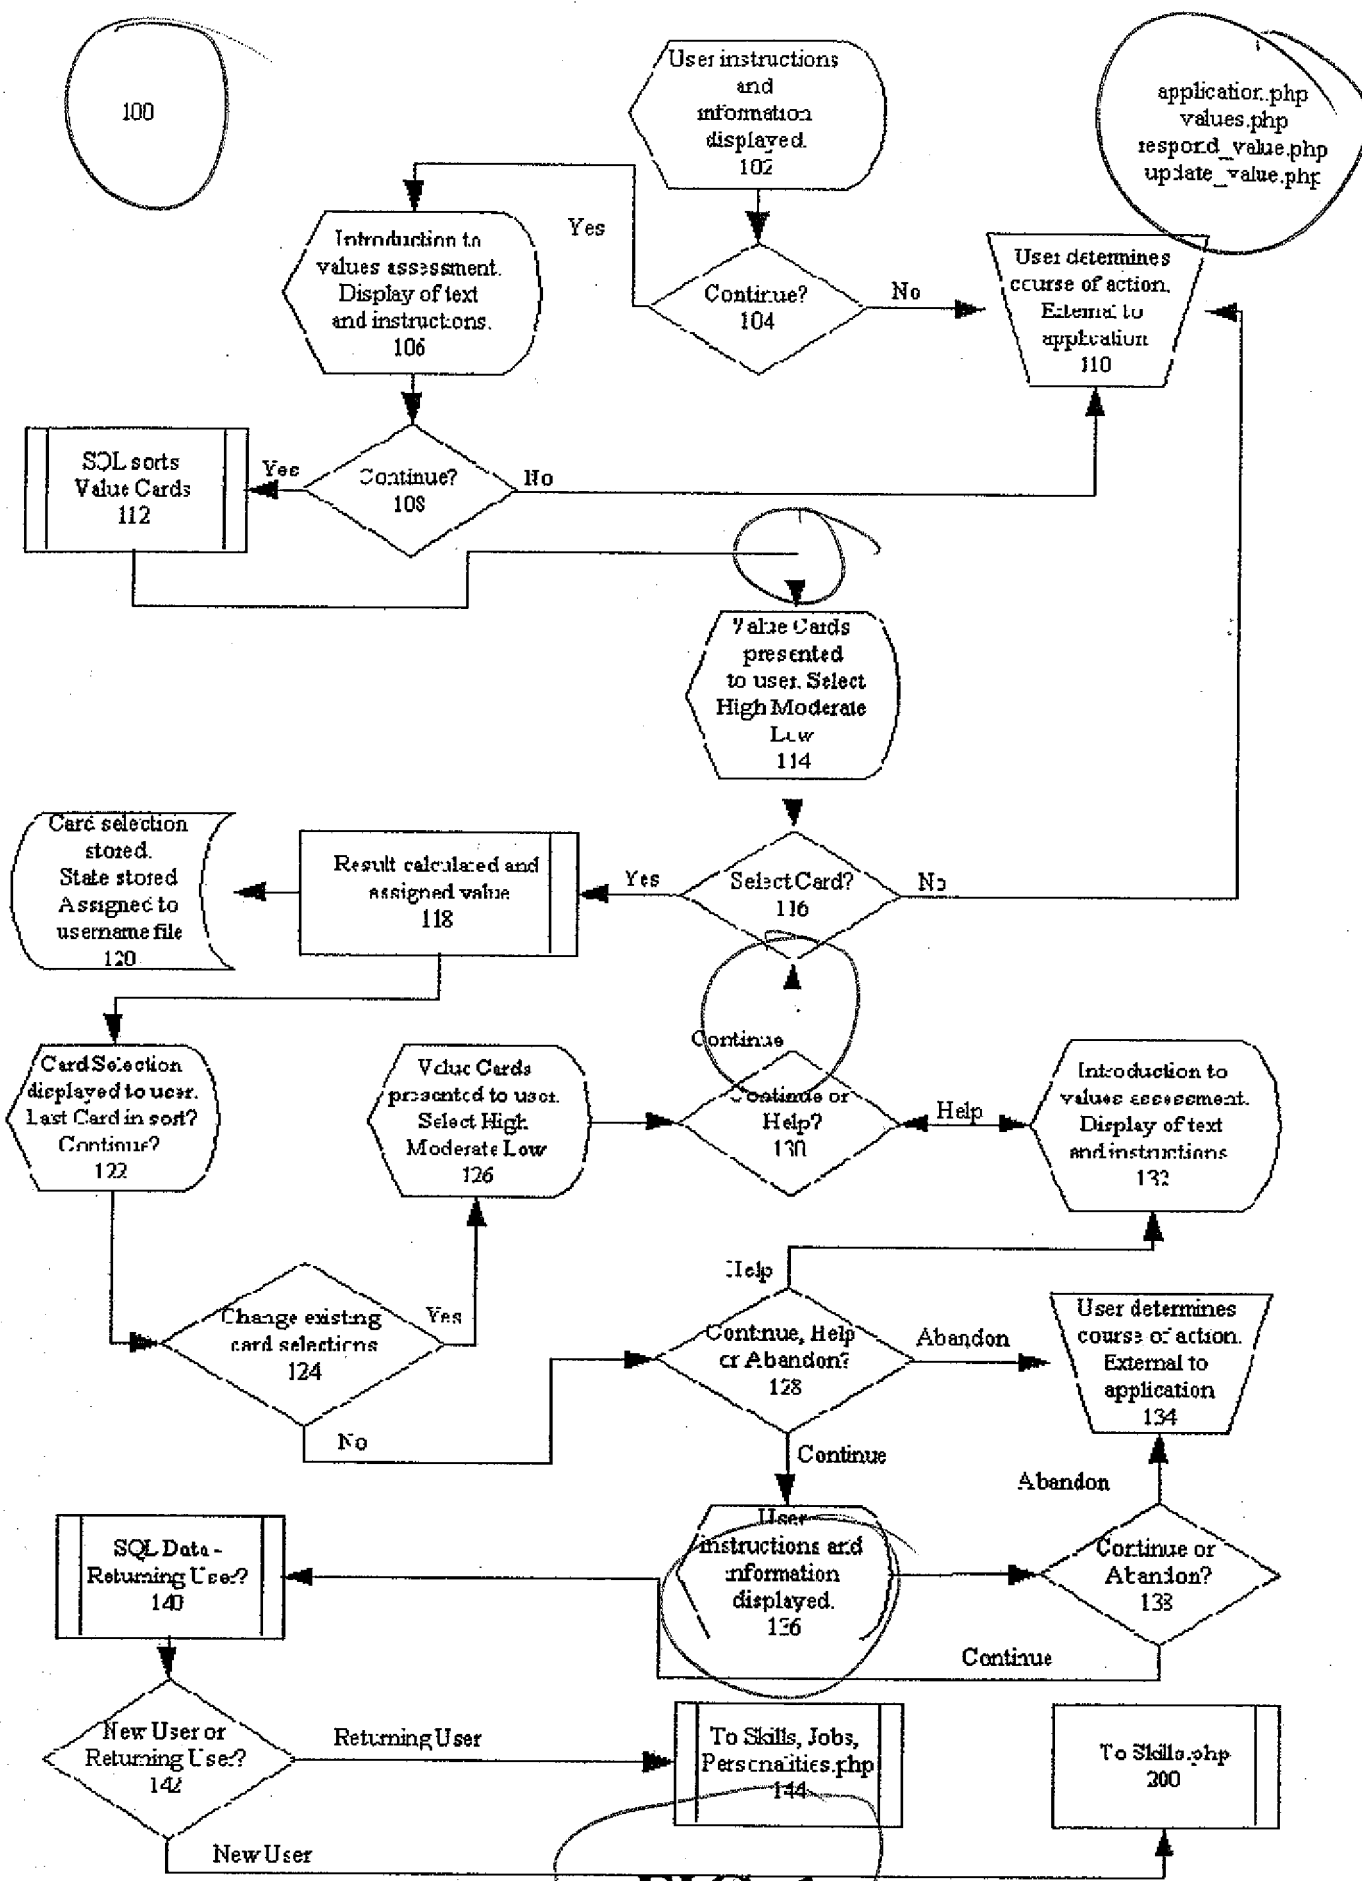 100
User instructions
and
information
displayed.
102
application.php
values.php
respond_value.php
update_value.php
Yes
Introduction to
values assessment.
Display of text
and instructions.
106
Continue?
104
No
User determines
course of action.
External to
application
110
SQL sorts
Value Cards
112
Yes
Continue?
108
No
Value Cards
presented
to user. Select
High Moderate
Low
114
Card selection
stored.
State stored
Assigned to
username file
120
Result calculated and
assigned value
118
Yes
Select Card?
116
No
Continue
Card Selection
displayed to user.
Last Card in sort?
Continue?
122
Value Cards
presented to user.
Select High
Moderate Low
126
Continue or
Help?
130
Help
Introduction to
values assessment.
Display of text
and instructions
132
Help
Change existing
card selections
124
Yes
No
Continue, Help
or Abandon?
128
Abandon
User determines
course of action.
External to
application
134
Continue
Abandon
SQL Data -
Returning User?
140
User
instructions and
information
displayed.
136
Continue or
Abandon?
138
Continue
New User or
Returning User?
142
Returning User
To Skills, Jobs,
Personalities.php
144
To Skills.php
200
New User